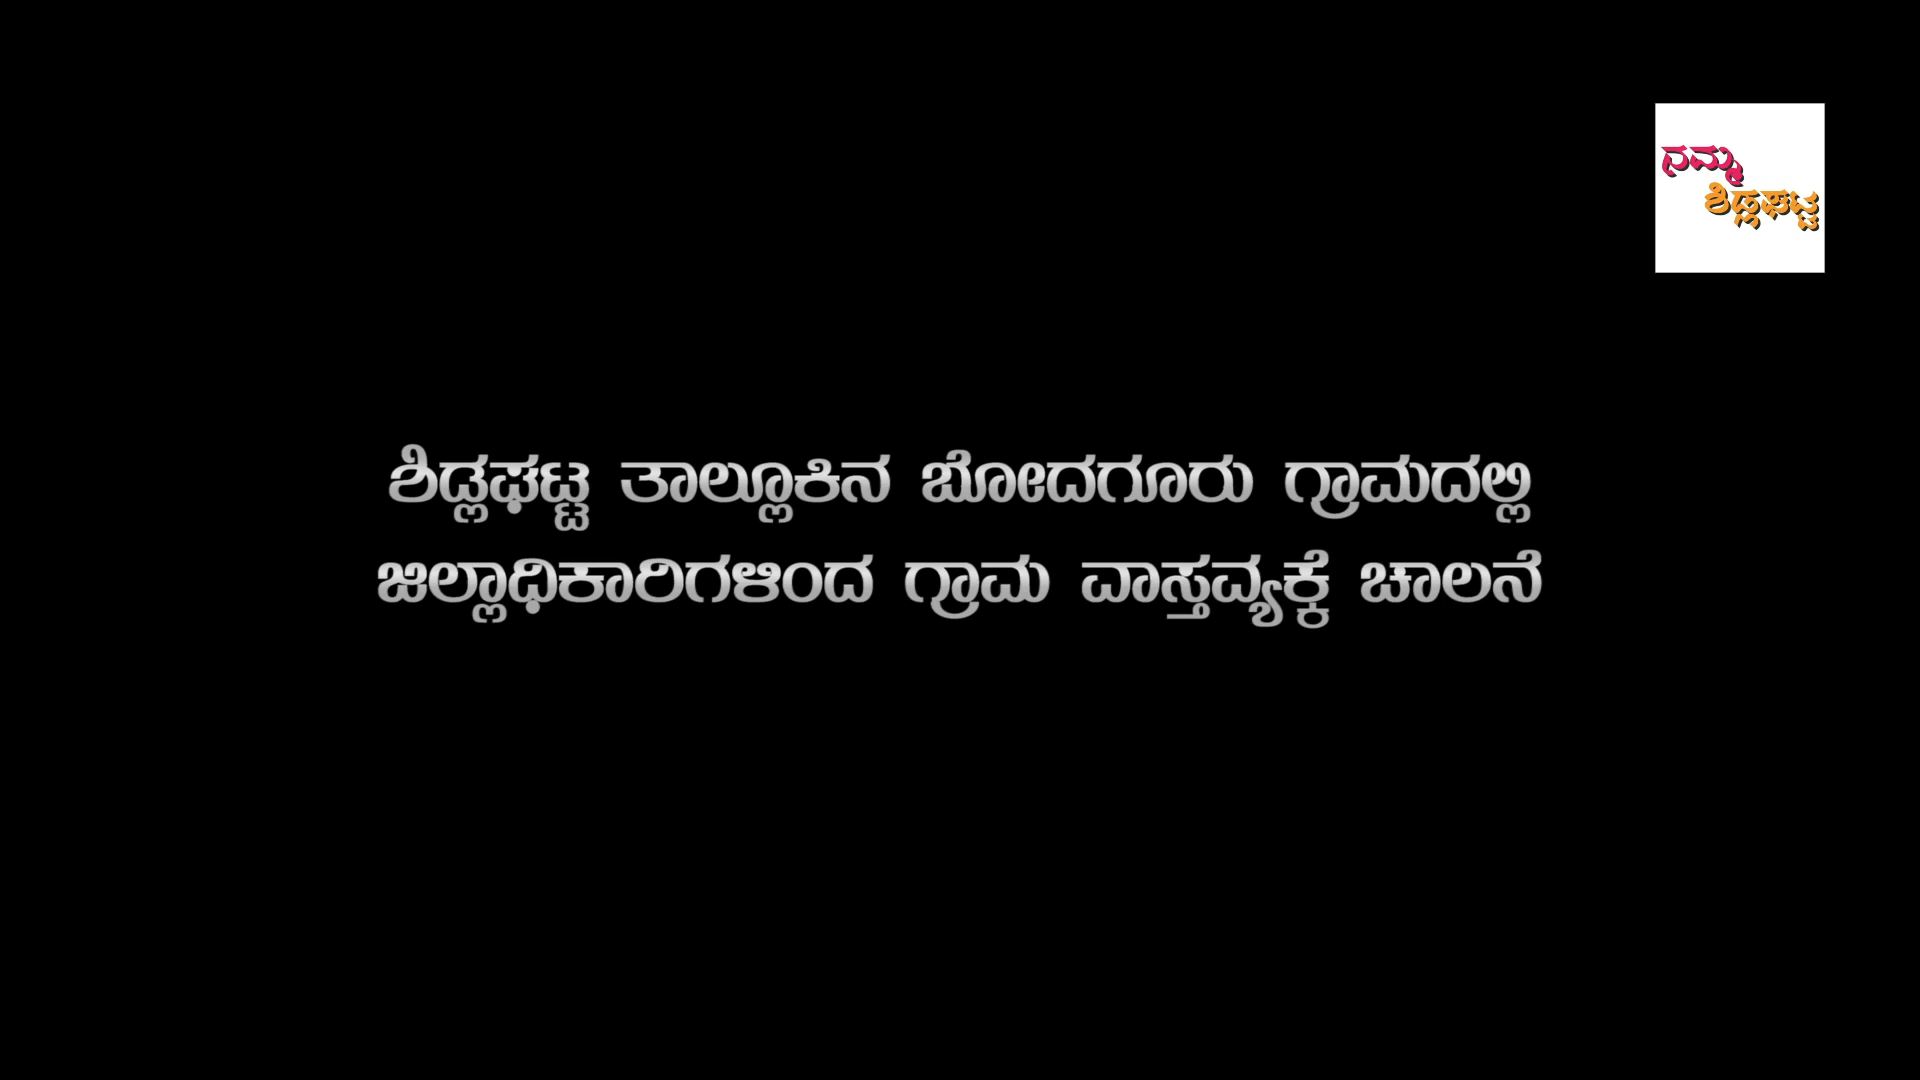 ನಮ್ಮ
ಶಿಡ್ಲಘಟ್ಟ
ಶಿಡ್ಲಘಟ್ಟ ತಾಲ್ಲೂಕಿನ ಬೋದಗೂರು ಗ್ರಾಮದಲ್ಲಿ
ಜಿಲ್ಲಾಧಿಕಾರಿಗಳಿಂದ ಗ್ರಾಮ ವಾಸ್ತವ್ಯಕ್ಕೆ ಚಾಲನೆ